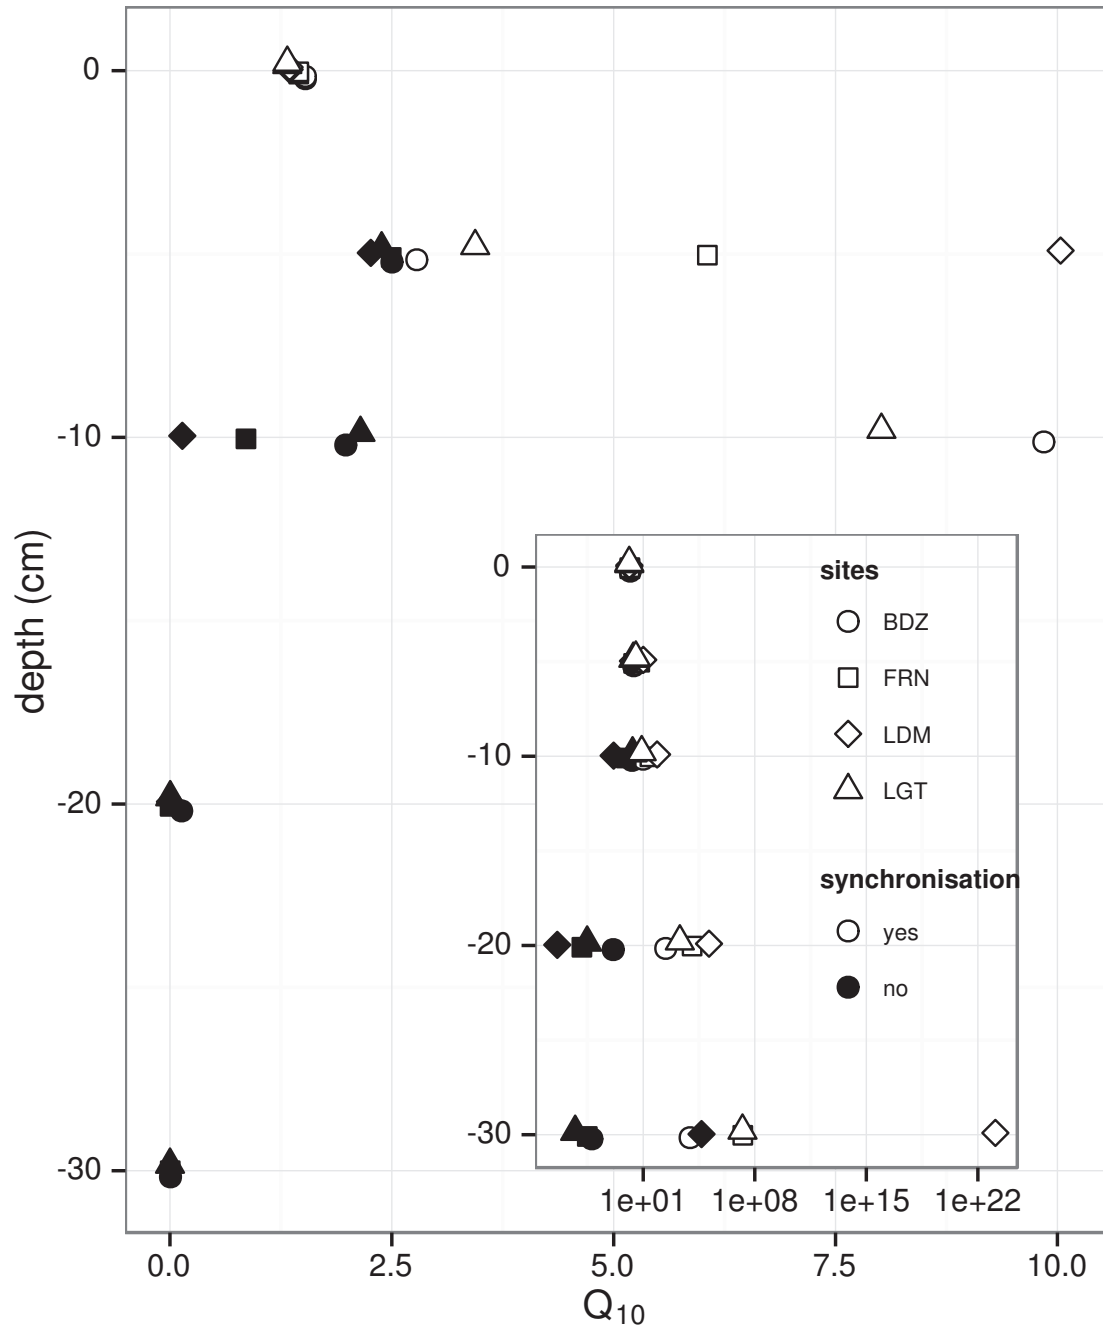 0
-10
-20
-30
depth (cm)
0
-10
-20
-30
sites
BDZ
FRN
LDM
LGT
synchronisation
yes
no
1e+01 1e+08 1e+15 1e+22
0.0 2.5 5.0 7.5 10.0
Q10